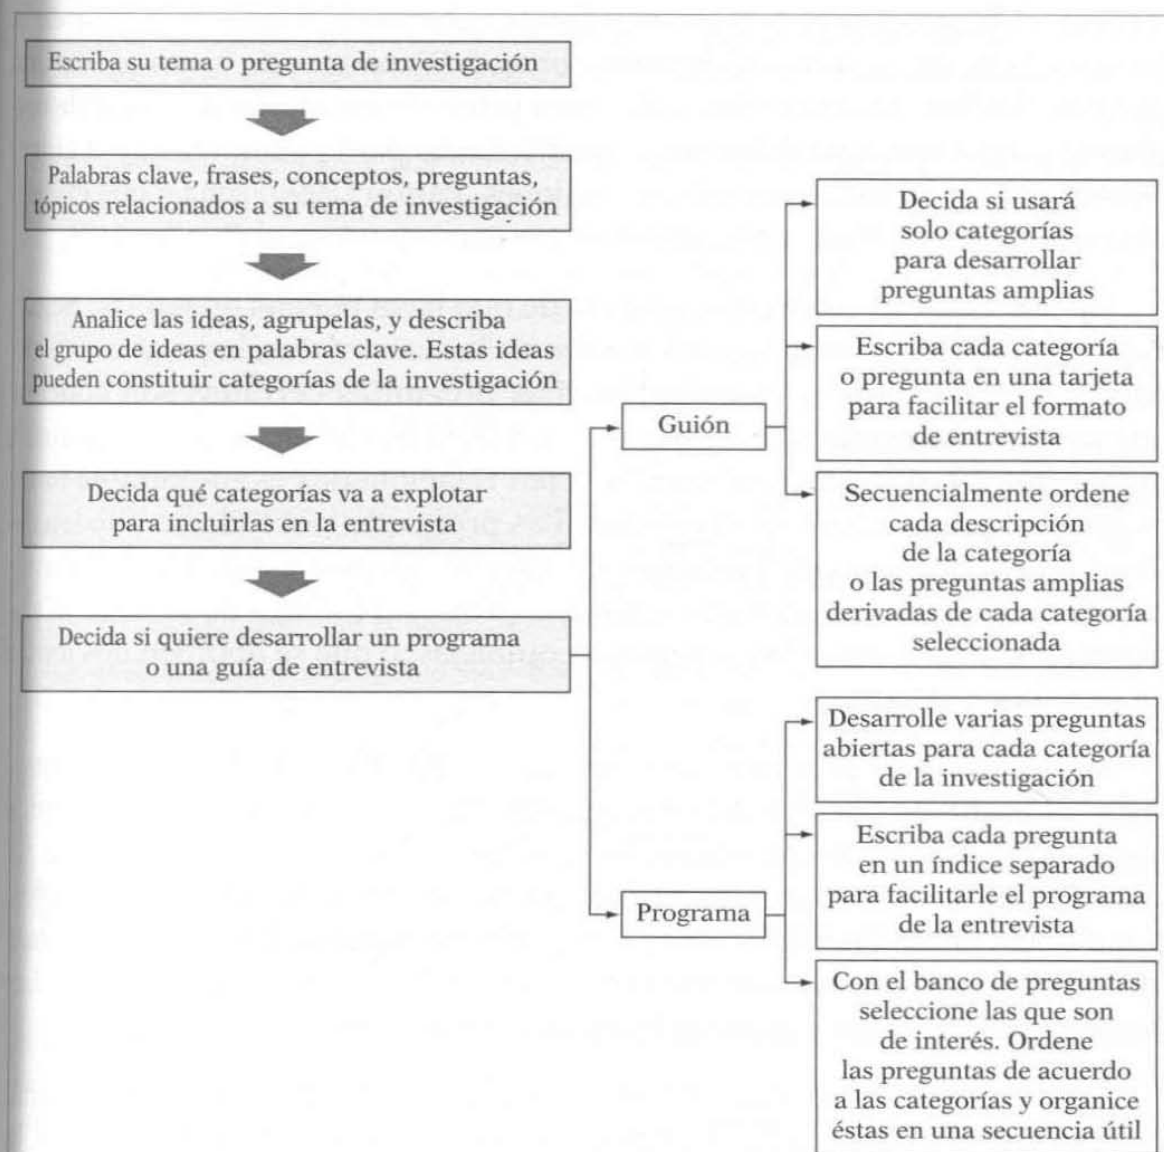 Escriba su tema o pregunta de investigación
Palabras clave, frases, conceptos, preguntas,
tópicos relacionados a su tema de investigación
Analice las ideas, agrupelas, y describa
el grupo de ideas en palabras clave. Estas ideas
pueden constituir categorías de la investigación
Decida qué categorías va a explotar
para incluirlas en la entrevista
Decida si quiere desarrollar un programa
o una guía de entrevista
Guión
Decida si usará
solo categorías
para desarrollar
preguntas amplias
Escriba cada categoría
o pregunta en una tarjeta
para facilitar el formato
de entrevista
Secuencialmente ordene
cada descripción
de la categoría
o las preguntas amplias
derivadas de cada categoría
seleccionada
Programa
Desarrolle varias preguntas
abiertas para cada categoría
de la investigación
Escriba cada pregunta
en un índice separado
para facilitarle el programa
de la entrevista
Con el banco de preguntas
seleccione las que son
de interés. Ordene
las preguntas de acuerdo
a las categorías y organice
éstas en una secuencia útil